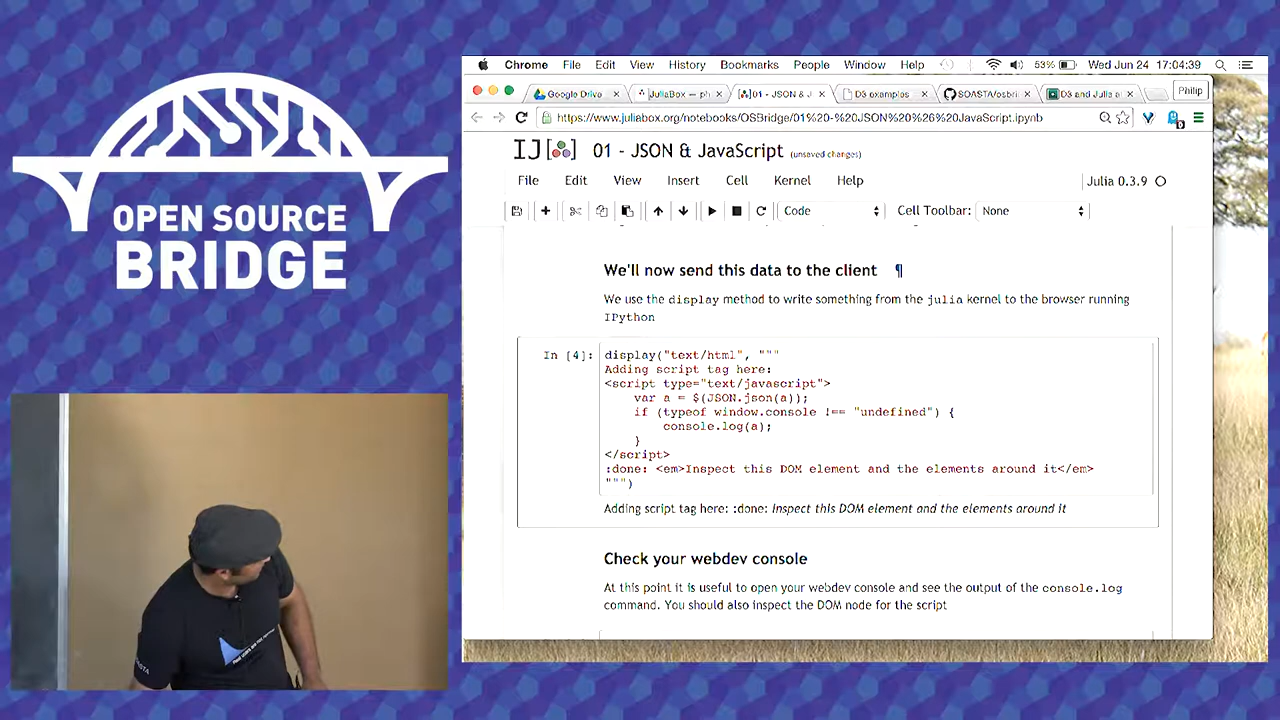 OPEN SOURCE
BRIDGE
Chrome File Edit View History Bookmarks People Window Help 53% Wed Jun 24 17:04:39
Google Drive
JuliaBox — ph
01 - JSON & J
D3 examples
SOASTA/osbri
D3 and Julia a
Philip
https://www.juliabox.org/notebooks/OSBridge/01%20-%20JSON%20%26%20JavaScript.ipynb
IJ 01 - JSON & JavaScript (unsaved changes)
File Edit View Insert Cell Kernel Help
Julia 0.3.9
Code
Cell Toolbar: None
We'll now send this data to the client ¶
We use the display method to write something from the julia kernel to the browser running
IPython
In [4]:
display("text/html", """
Adding script tag here:
<script type="text/javascript">
var a = $(JSON.json(a));
if (typeof window.console !== "undefined") {
console.log(a);
}
</script>
:done: <em>Inspect this DOM element and the elements around it</em>
""")
Adding script tag here: :done: Inspect this DOM element and the elements around it
Check your webdev console
At this point it is useful to open your webdev console and see the output of the console.log
command. You should also inspect the DOM node for the script